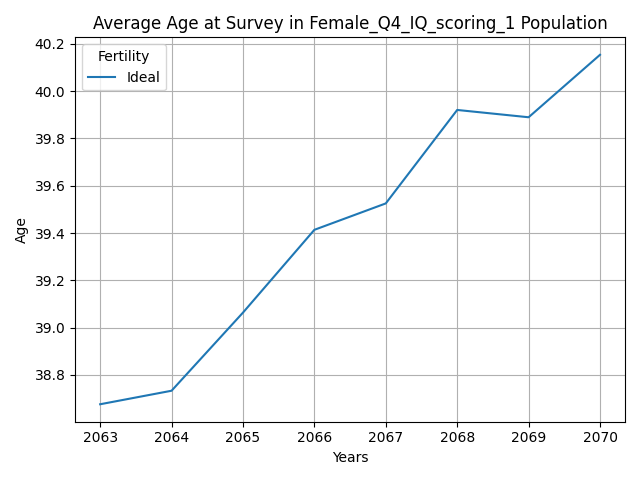 Average Age at Survey in Female_Q4_IQ_scoring_1 Population
Fertility
Ideal
40.2
40.0
39.8
39.6
39.4
39.2
39.0
38.8
Age
2063 2064 2065 2066 2067 2068 2069 2070
Years